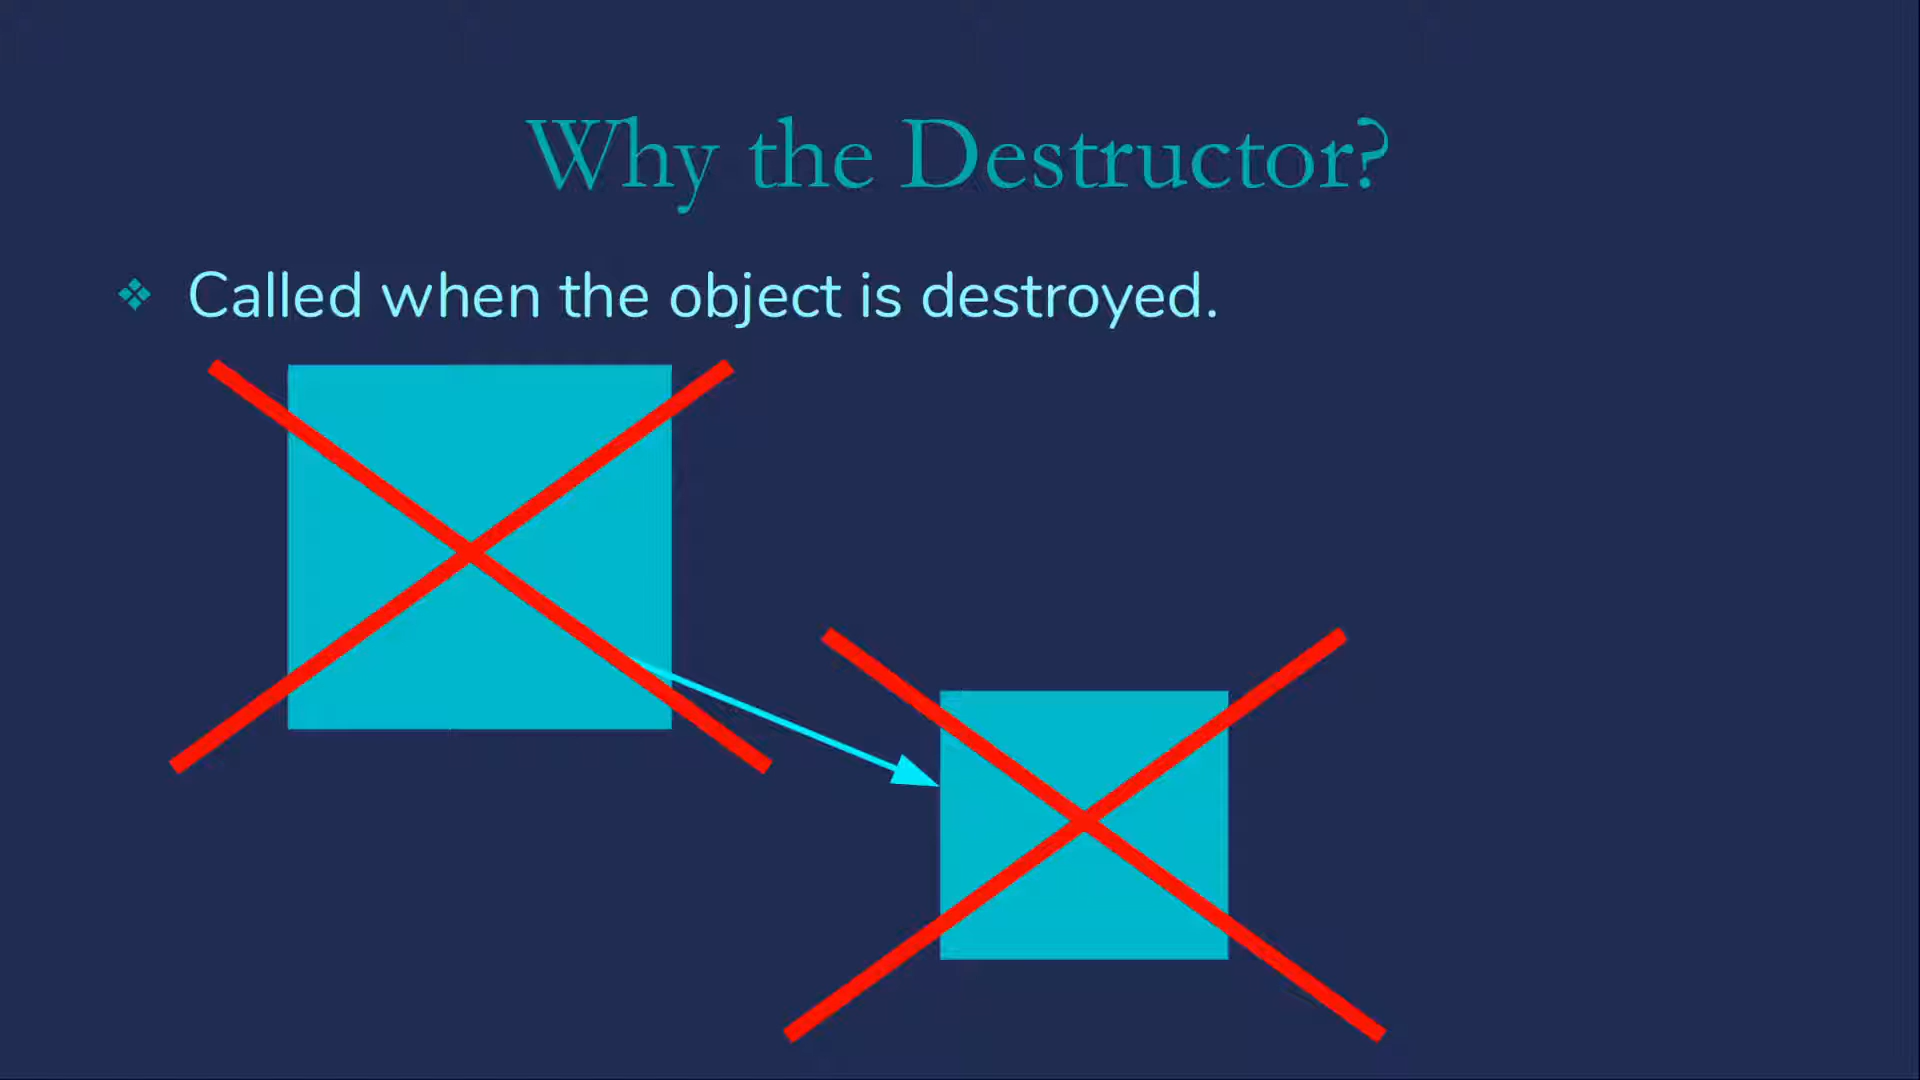 Why the Destructor?
❖ Called when the object is destroyed.